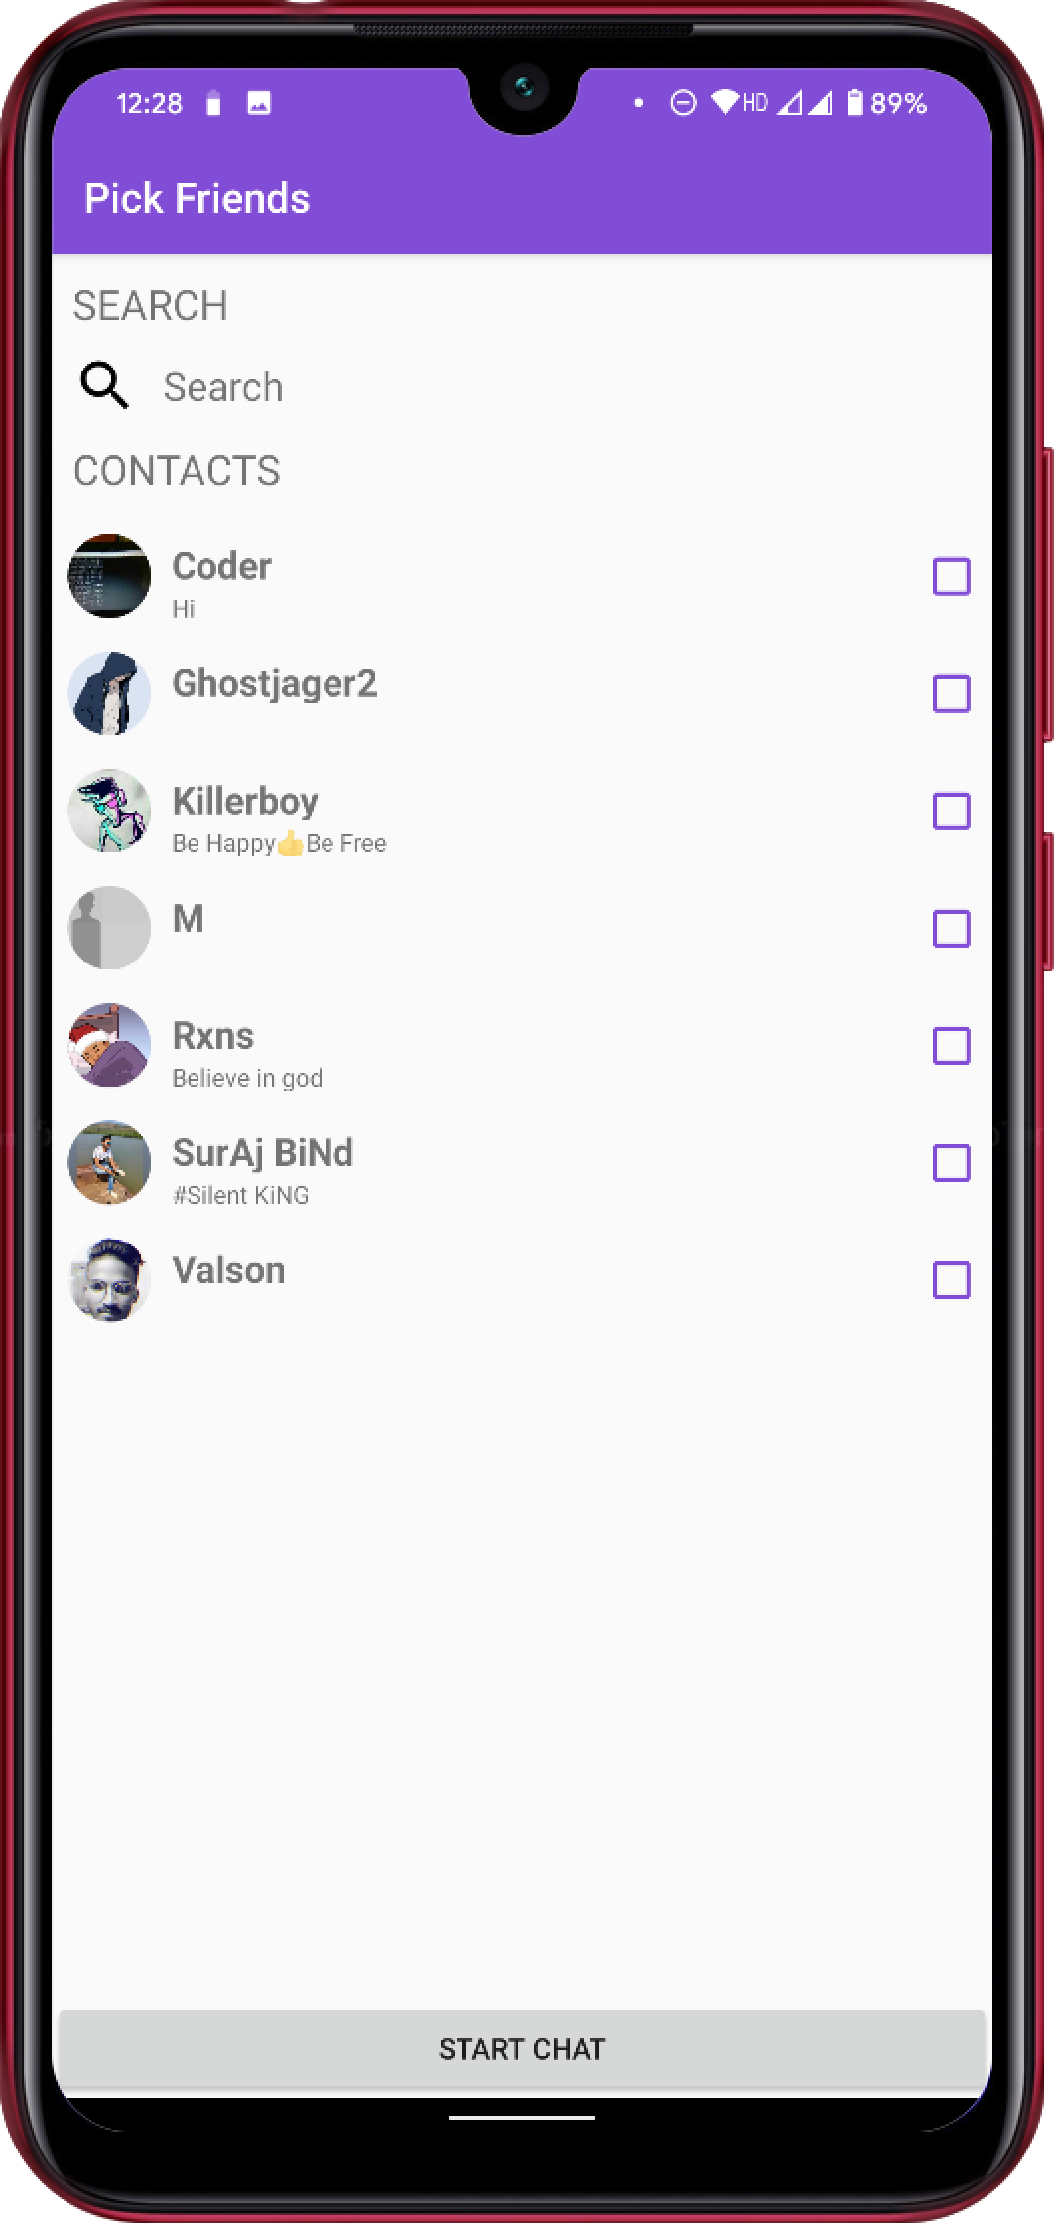 12:28 HD 89%
Pick Friends
SEARCH
Search
CONTACTS
Coder
Hi
Ghostjager2
Killerboy
Be Happy👍Be Free
M
Rxns
Believe in god
SurAj BiNd
#Silent KiNG
Valson
START CHAT